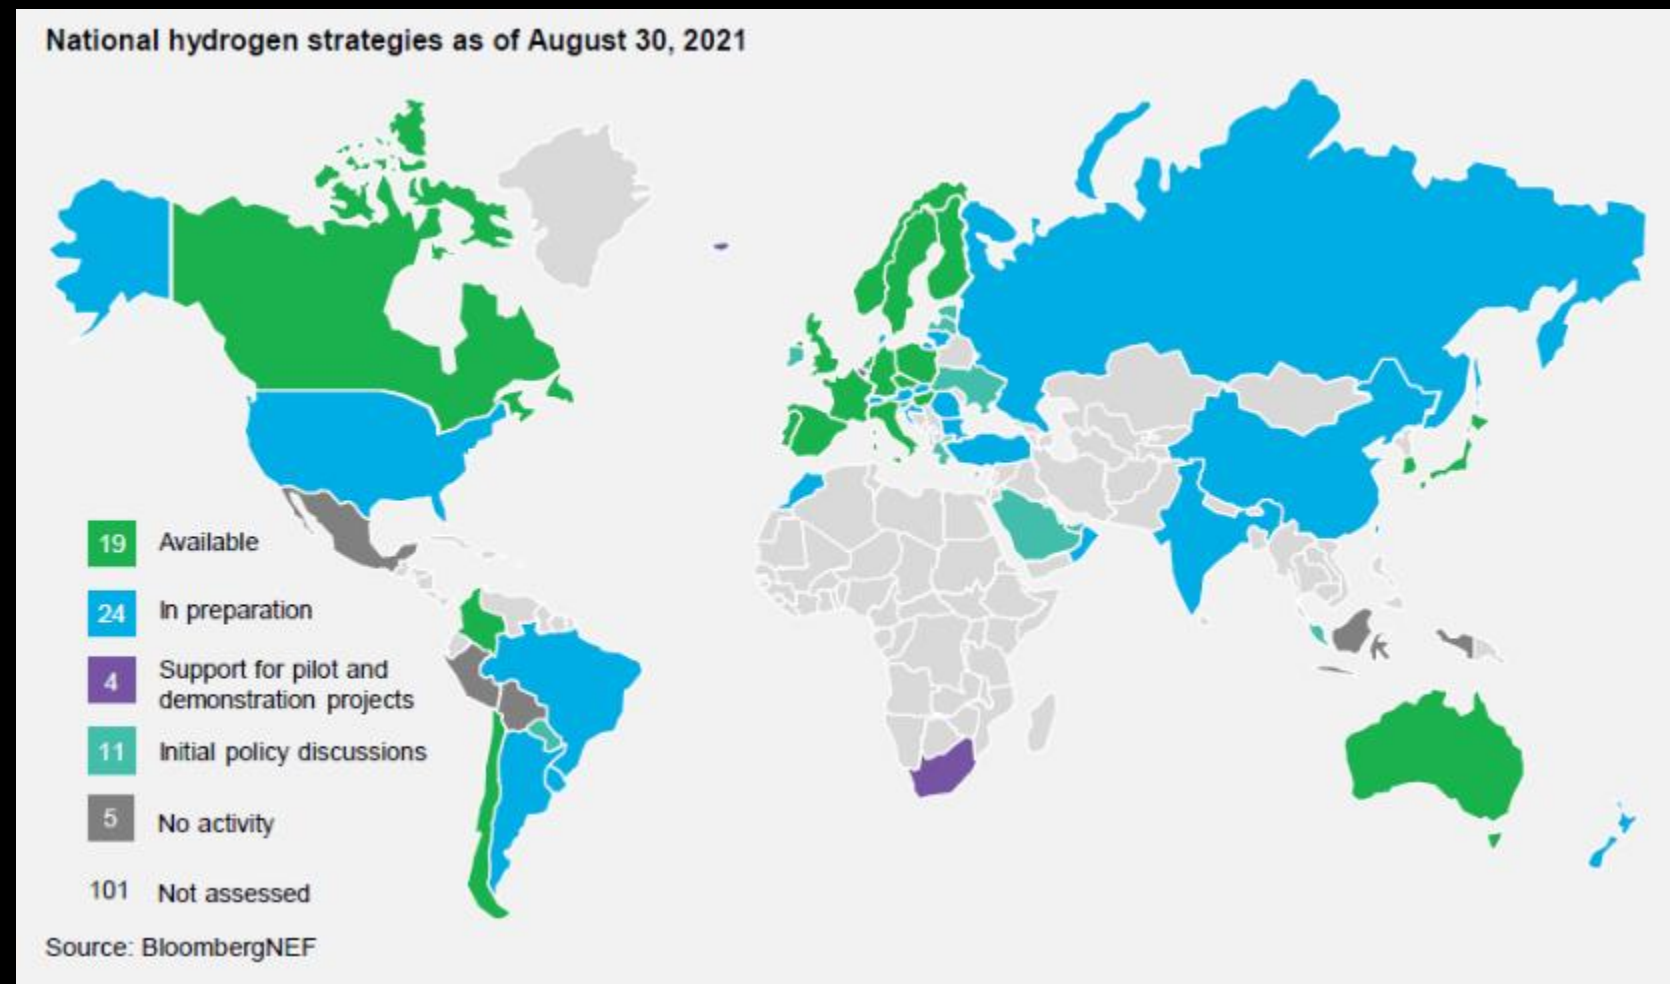 National hydrogen strategies as of August 30, 2021
19 Available
24 In preparation
4 Support for pilot and
demonstration projects
11 Initial policy discussions
5 No activity
101 Not assessed
Source: BloombergNEF